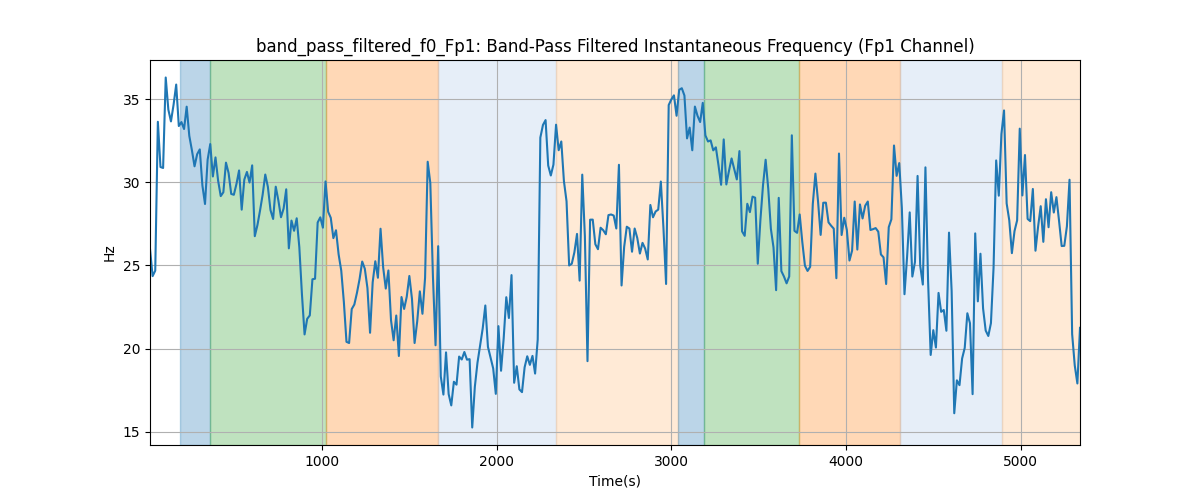 band_pass_filtered_f0_Fp1: Band-Pass Filtered Instantaneous Frequency (Fp1 Channel)
35
30
25
20
15
Hz
1000 2000 3000 4000 5000
Time(s)